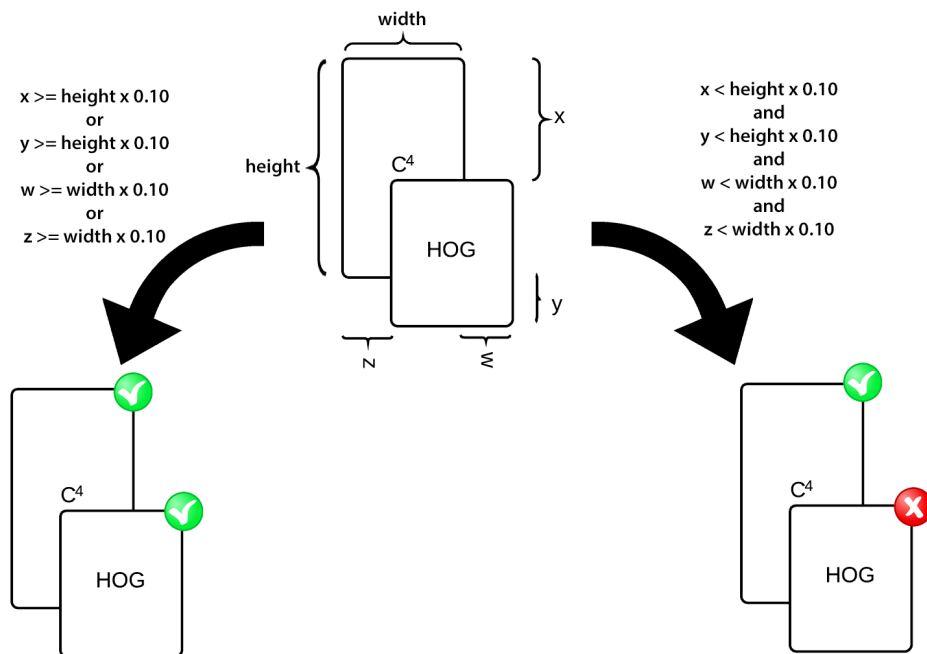 width
x >= height x 0.10
or
y >= height x 0.10
or
w >= width x 0.10
or
z >= width x 0.10
height
x
C⁴
HOG
y
z
w
x < height x 0.10
and
y < height x 0.10
and
w < width x 0.10
and
z < width x 0.10
C⁴
HOG
C⁴
HOG